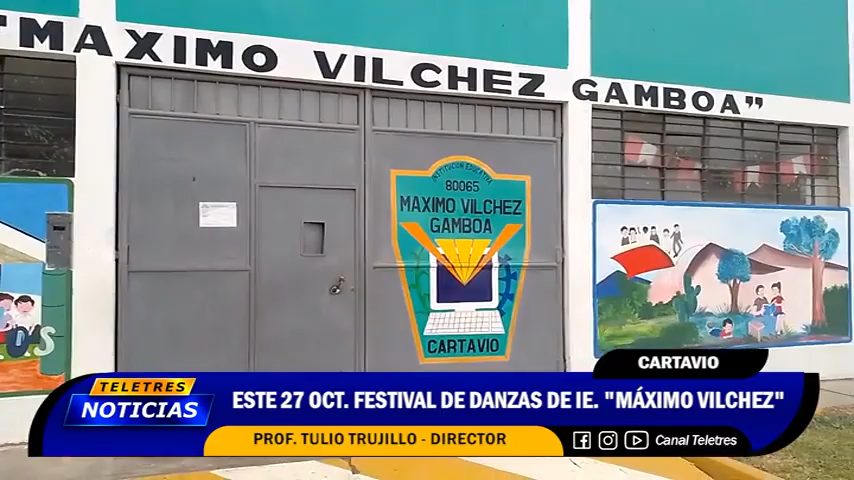 "MAXIMO VILCHEZ GAMBOA"
INSTITUCION EDUCATIVA
80065
MAXIMO VILCHEZ
GAMBOA
CARTAVIO
CARTAVIO
TELETRES
NOTICIAS
ESTE 27 OCT. FESTIVAL DE DANZAS DE IE. "MÁXIMO VILCHEZ"
PROF. TULIO TRUJILLO - DIRECTOR
Canal Teletres